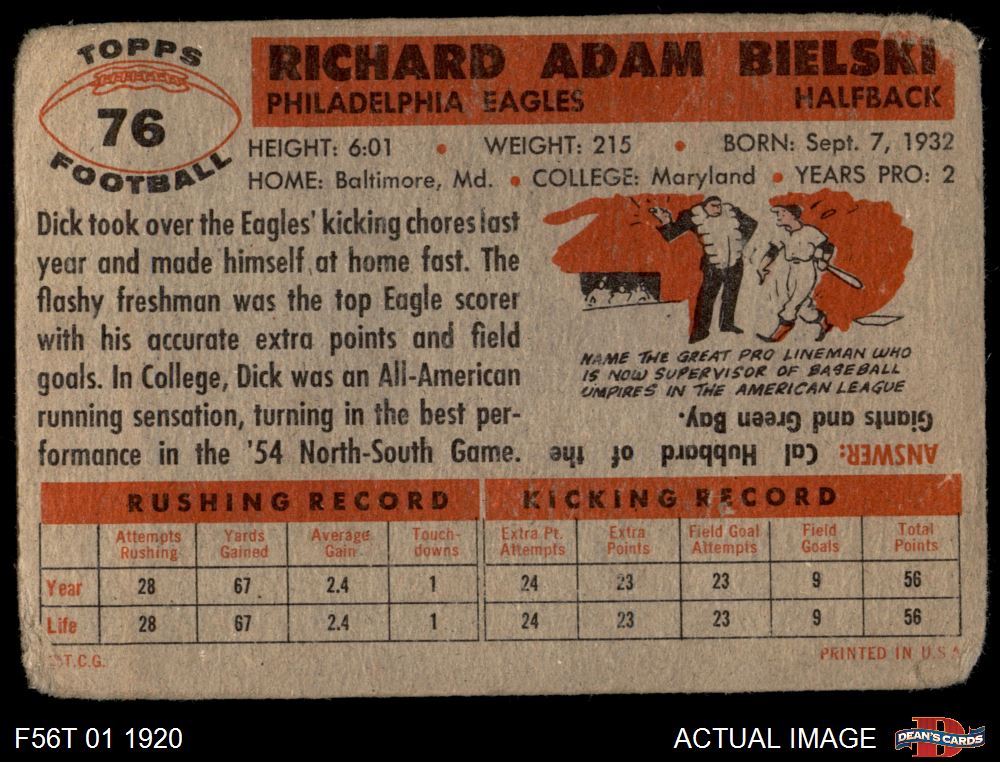 TOPPS
76
FOOTBALL
RICHARD ADAM BIELSKI
PHILADELPHIA EAGLES HALFBACK
HEIGHT: 6:01 • WEIGHT: 215 • BORN: Sept. 7, 1932
HOME: Baltimore, Md. • COLLEGE: Maryland • YEARS PRO: 2
Dick took over the Eagles' kicking chores last
year and made himself at home fast. The
flashy freshman was the top Eagle scorer
with his accurate extra points and field
goals. In College, Dick was an All-American
running sensation, turning in the best per-
formance in the '54 North-South Game.
NAME THE GREAT PRO LINEMAN WHO
IS NOW SUPERVISOR OF BASEBALL
UMPIRES IN THE AMERICAN LEAGUE
ANSWER: Cal Hubbard of the
Giants and Green Bay.
RUSHING RECORD KICKING RECORD
Attempts Rushing Yards Gained Average Gain Touch-downs Extra Pt. Attempts Extra Points Field Goal Attempts Field Goals Total Points
Year 28 67 2.4 1 24 23 23 9 56
Life 28 67 2.4 1 24 23 23 9 56
T.C.G. PRINTED IN U.S.A
F56T 01 1920 ACTUAL IMAGE DEAN'S CARDS